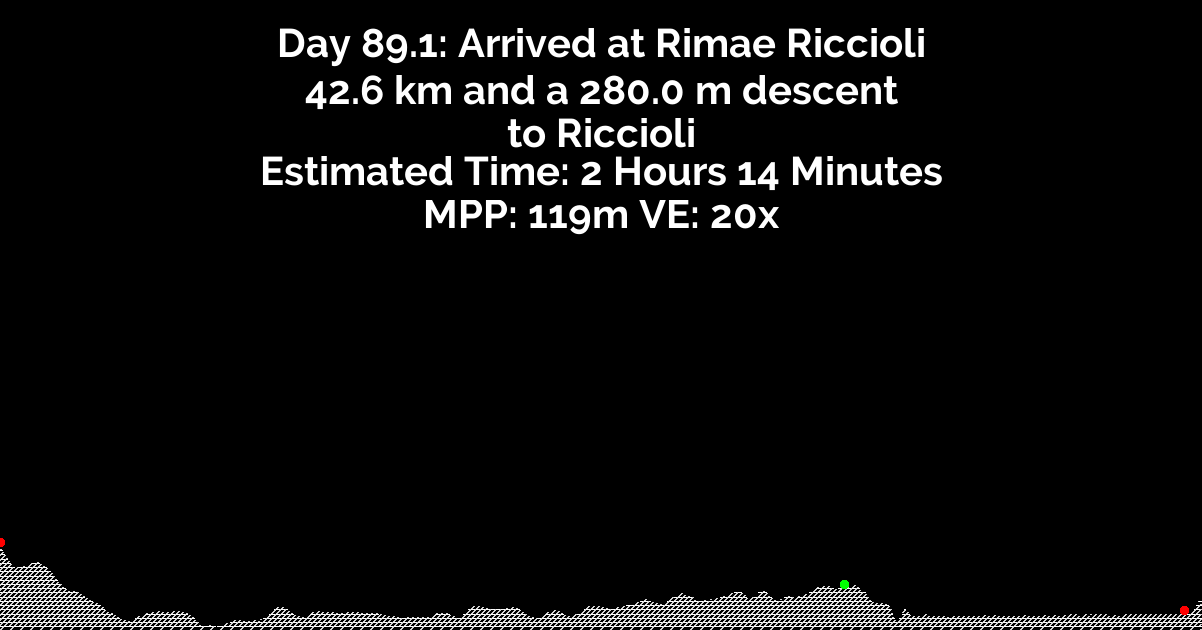 Day 89.1: Arrived at Rimae Riccioli
42.6 km and a 280.0 m descent
to Riccioli
Estimated Time: 2 Hours 14 Minutes
MPP: 119m VE: 20x